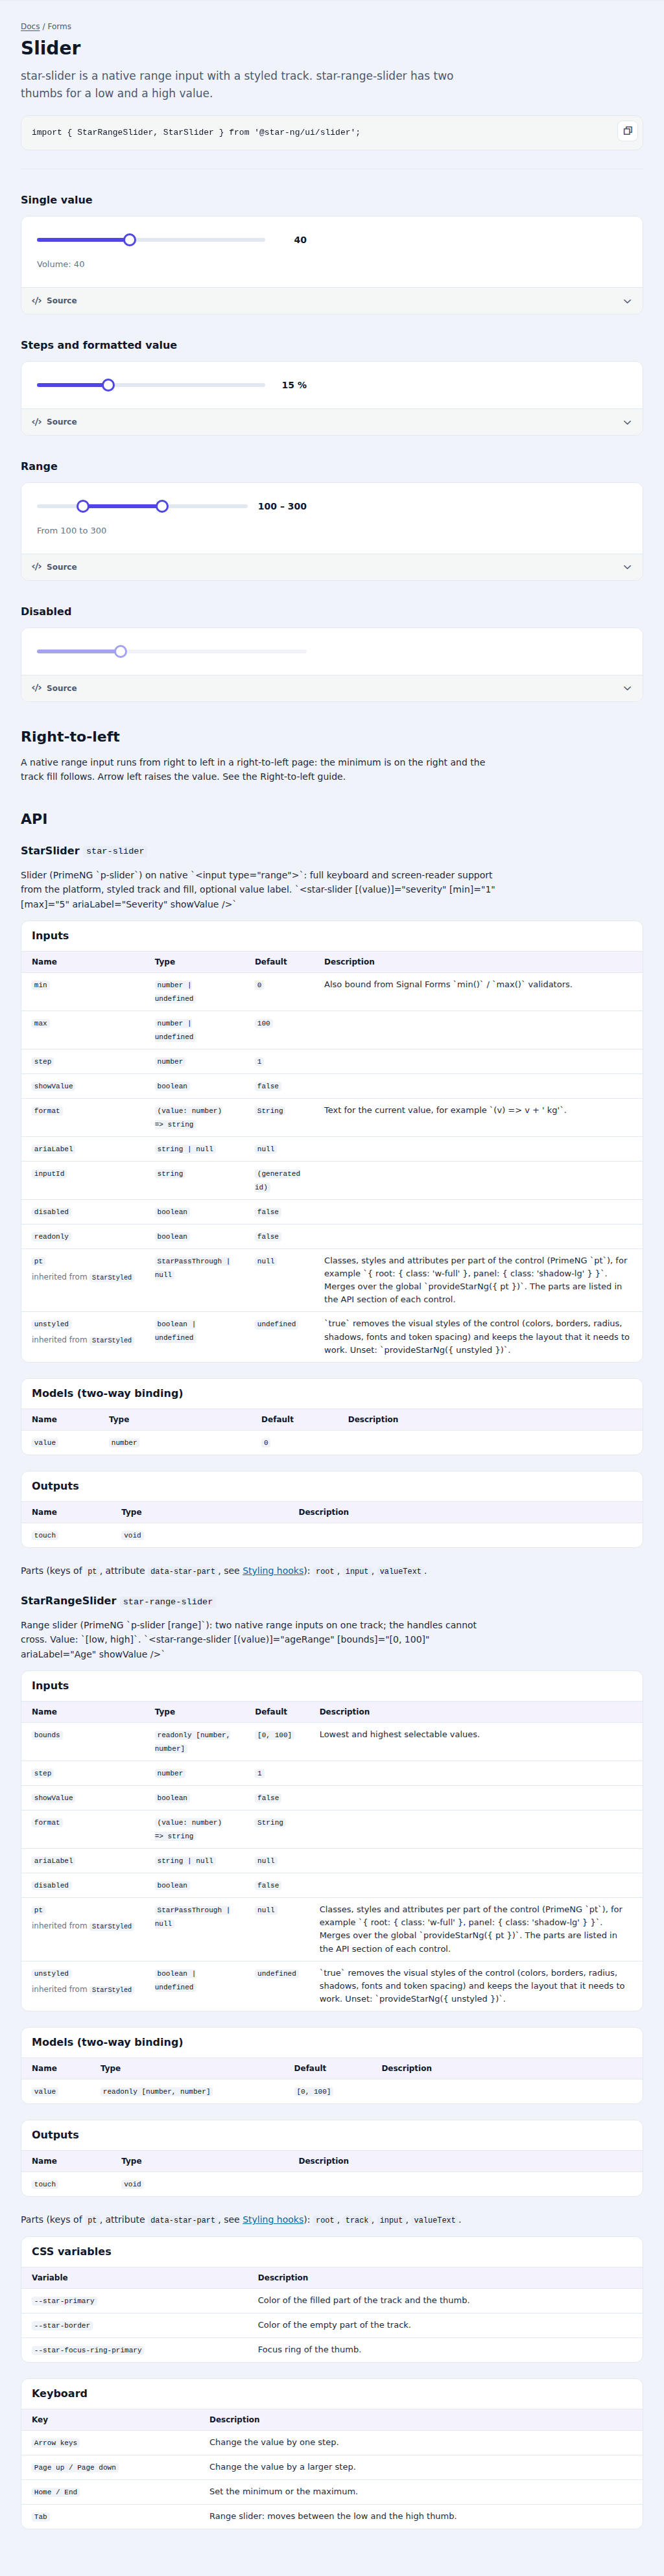 Docs / Forms
Slider
star-slider is a native range input with a styled track. star-range-slider has two
thumbs for a low and a high value.
import { StarRangeSlider, StarSlider } from '@star-ng/ui/slider';
Single value
40
Volume: 40
Source
Steps and formatted value
15 %
Source
Range
100 – 300
From 100 to 300
Source
Disabled
Source
Right-to-left
A native range input runs from right to left in a right-to-left page: the minimum is on the right and the
track fill follows. Arrow left raises the value. See the Right-to-left guide.
API
StarSlider star-slider
Slider (PrimeNG `p-slider`) on native `<input type="range">`: full keyboard and screen-reader support
from the platform, styled track and fill, optional value label. `<star-slider [(value)]="severity" [min]="1"
[max]="5" ariaLabel="Severity" showValue />`
Inputs
Name Type Default Description
min number | undefined 0 Also bound from Signal Forms `min()` / `max()` validators.
max number | undefined 100
step number 1
showValue boolean false
format (value: number) => string String Text for the current value, for example `(v) => v + ' kg'`.
ariaLabel string | null null
inputId string (generated id)
disabled boolean false
readonly boolean false
pt StarPassThrough | null null Classes, styles and attributes per part of the control (PrimeNG `pt`), for
inherited from StarStyled example `{ root: { class: 'w-full' }, panel: { class: 'shadow-lg' } }`.
Merges over the global `provideStarNg({ pt })`. The parts are listed in
the API section of each control.
unstyled boolean | undefined undefined `true` removes the visual styles of the control (colors, borders, radius,
inherited from StarStyled shadows, fonts and token spacing) and keeps the layout that it needs to
work. Unset: `provideStarNg({ unstyled })`.
Models (two-way binding)
Name Type Default Description
value number 0
Outputs
Name Type Description
touch void
Parts (keys of pt, attribute data-star-part, see Styling hooks): root, input, valueText.
StarRangeSlider star-range-slider
Range slider (PrimeNG `p-slider [range]`): two native range inputs on one track; the handles cannot
cross. Value: `[low, high]`. `<star-range-slider [(value)]="ageRange" [bounds]="[0, 100]"
ariaLabel="Age" showValue />`
Inputs
Name Type Default Description
bounds readonly [number, number] [0, 100] Lowest and highest selectable values.
step number 1
showValue boolean false
format (value: number) => string String
ariaLabel string | null null
disabled boolean false
pt StarPassThrough | null null Classes, styles and attributes per part of the control (PrimeNG `pt`), for
inherited from StarStyled example `{ root: { class: 'w-full' }, panel: { class: 'shadow-lg' } }`.
Merges over the global `provideStarNg({ pt })`. The parts are listed in
the API section of each control.
unstyled boolean | undefined undefined `true` removes the visual styles of the control (colors, borders, radius,
inherited from StarStyled shadows, fonts and token spacing) and keeps the layout that it needs to
work. Unset: `provideStarNg({ unstyled })`.
Models (two-way binding)
Name Type Default Description
value readonly [number, number] [0, 100]
Outputs
Name Type Description
touch void
Parts (keys of pt, attribute data-star-part, see Styling hooks): root, track, input, valueText.
CSS variables
Variable Description
--star-primary Color of the filled part of the track and the thumb.
--star-border Color of the empty part of the track.
--star-focus-ring-primary Focus ring of the thumb.
Keyboard
Key Description
Arrow keys Change the value by one step.
Page up / Page down Change the value by a larger step.
Home / End Set the minimum or the maximum.
Tab Range slider: moves between the low and the high thumb.